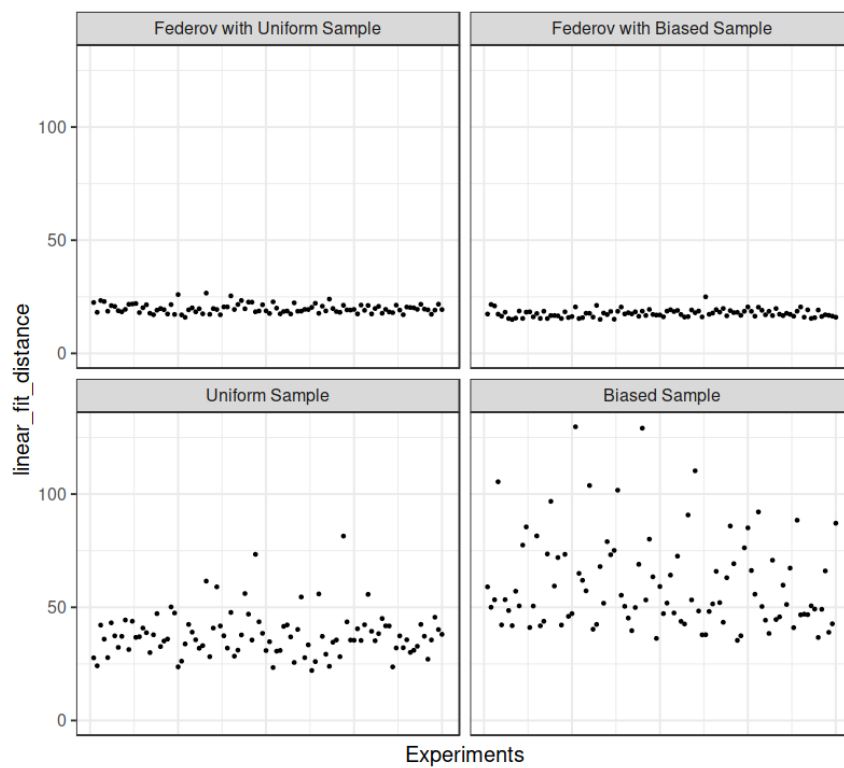 Federov with Uniform Sample
Federov with Biased Sample
100
50
0
Uniform Sample
Biased Sample
100
50
0
linear_fit_distance
Experiments